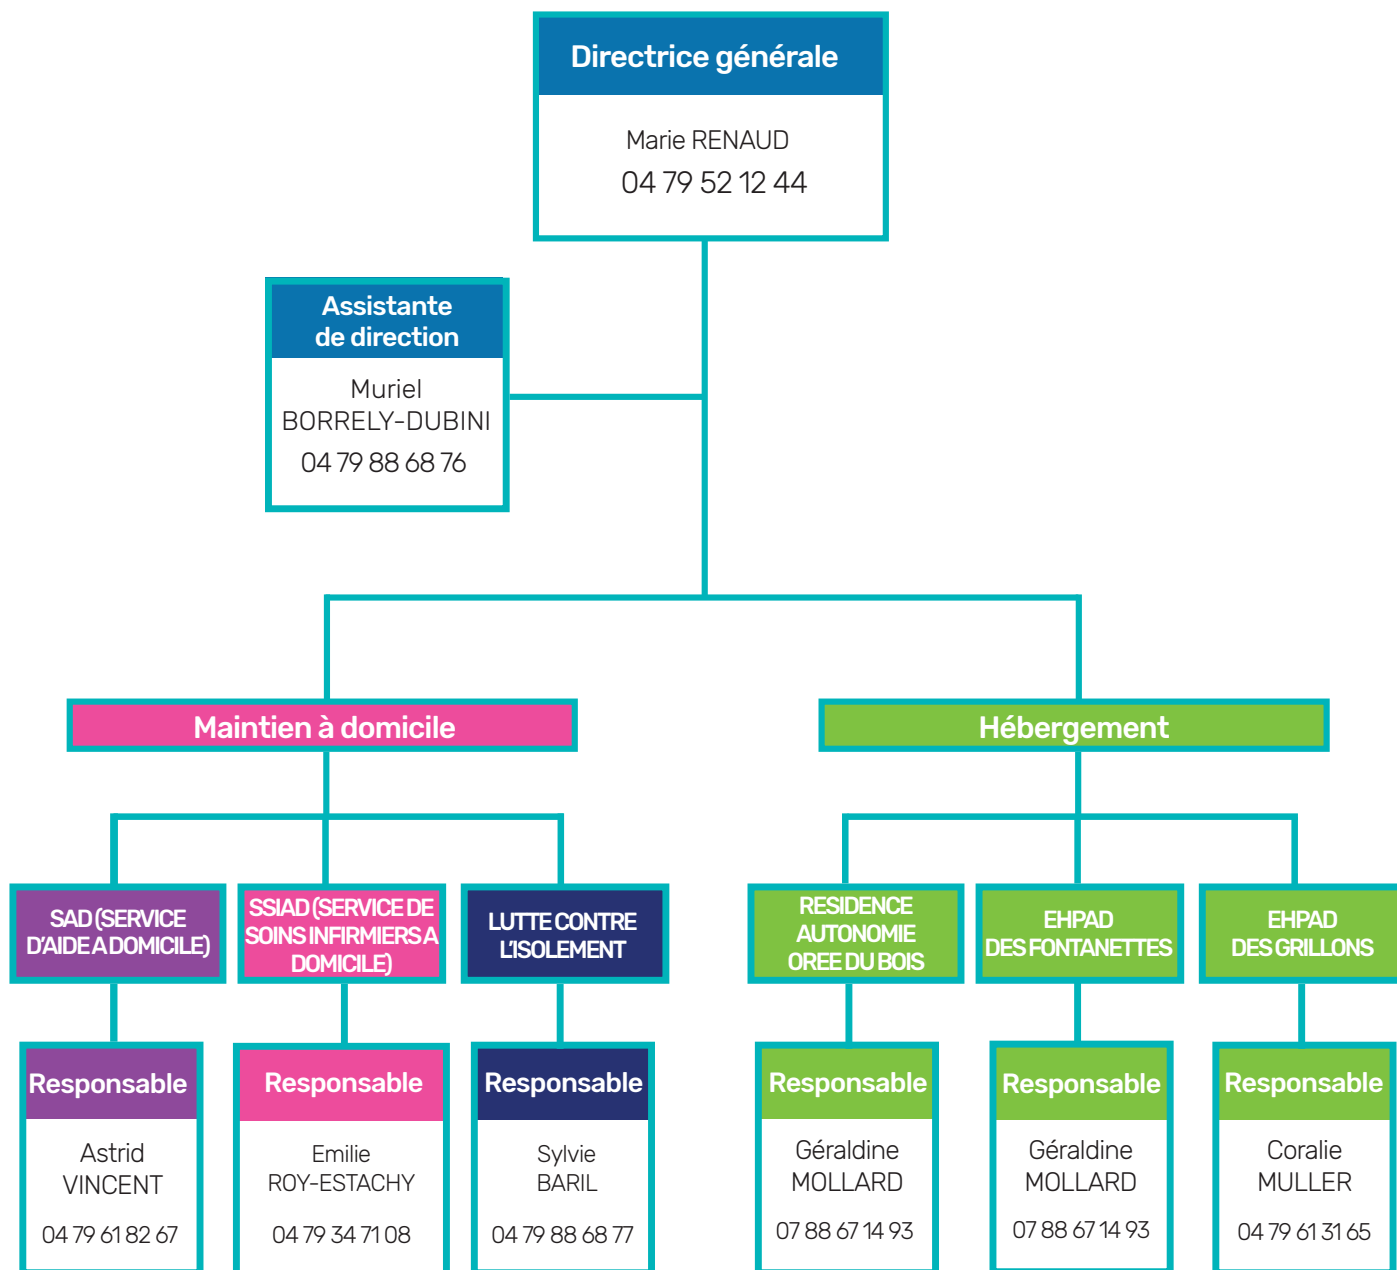 Directrice générale
Marie RENAUD
04 79 52 12 44
Assistante
de direction
Muriel
BORRELY-DUBINI
04 79 88 68 76
Maintien à domicile
Hébergement
SAD (SERVICE
D'AIDE A DOMICILE)
SSIAD (SERVICE DE
SOINS INFIRMIERS A
DOMICILE)
LUTTE CONTRE
L'ISOLEMENT
RESIDENCE
AUTONOMIE
OREE DU BOIS
EHPAD
DES FONTANETTES
EHPAD
DES GRILLONS
Responsable
Astrid
VINCENT
04 79 61 82 67
Responsable
Emilie
ROY-ESTACHY
04 79 34 71 08
Responsable
Sylvie
BARIL
04 79 88 68 77
Responsable
Géraldine
MOLLARD
07 88 67 14 93
Responsable
Géraldine
MOLLARD
07 88 67 14 93
Responsable
Coralie
MULLER
04 79 61 31 65